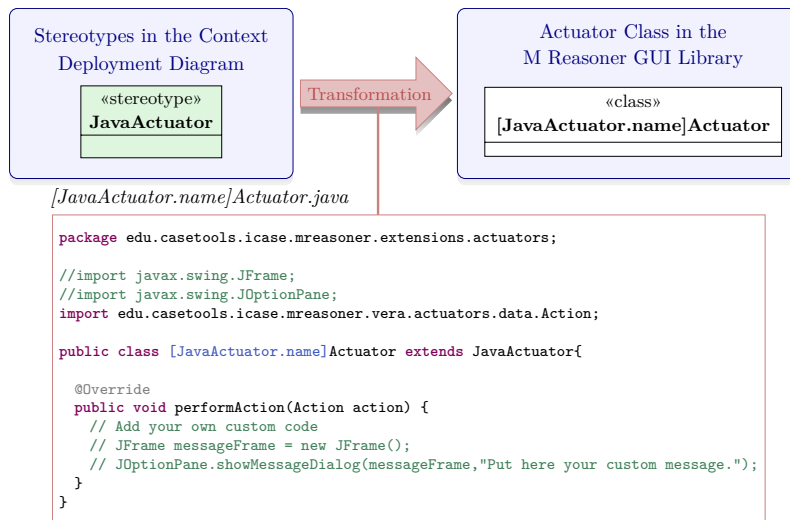 Stereotypes in the Context
Deployment Diagram
«stereotype»
JavaActuator
Transformation
Actuator Class in the
M Reasoner GUI Library
«class»
[JavaActuator.name]Actuator
[JavaActuator.name]Actuator.java
package edu.casetools.icase.mreasoner.extensions.actuators;
//import javax.swing.JFrame;
//import javax.swing.JOptionPane;
import edu.casetools.icase.mreasoner.vera.actuators.data.Action;
public class [JavaActuator.name]Actuator extends JavaActuator{
@Override
public void performAction(Action action) {
// Add your own custom code
// JFrame messageFrame = new JFrame();
// JOptionPane.showMessageDialog(messageFrame,"Put here your custom message.");
}
}